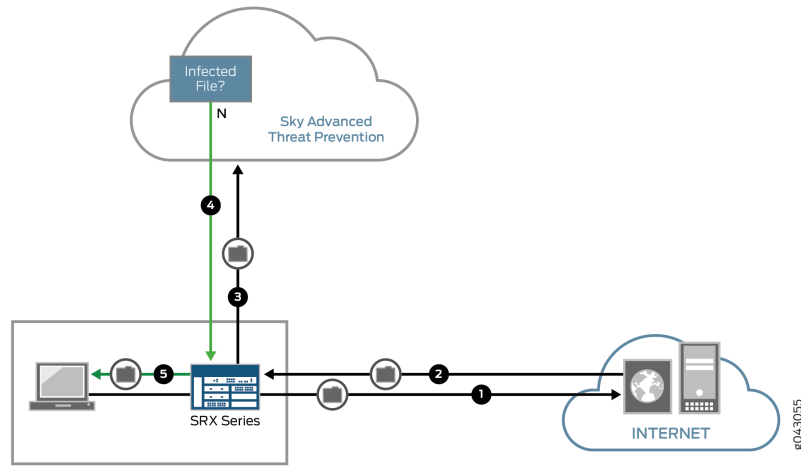 Infected
File?
N
Sky Advanced
Threat Prevention
4
3
5
2
1
SRX Series
INTERNET
g043055